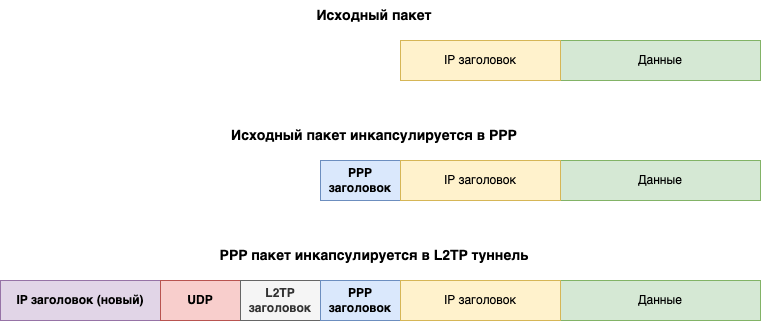 Исходный пакет
IP заголовок Данные
Исходный пакет инкапсулируется в PPP
PPP
заголовок
IP заголовок Данные
PPP пакет инкапсулируется в L2TP туннель
IP заголовок (новый) UDP
L2TP
заголовок
PPP
заголовок
IP заголовок Данные